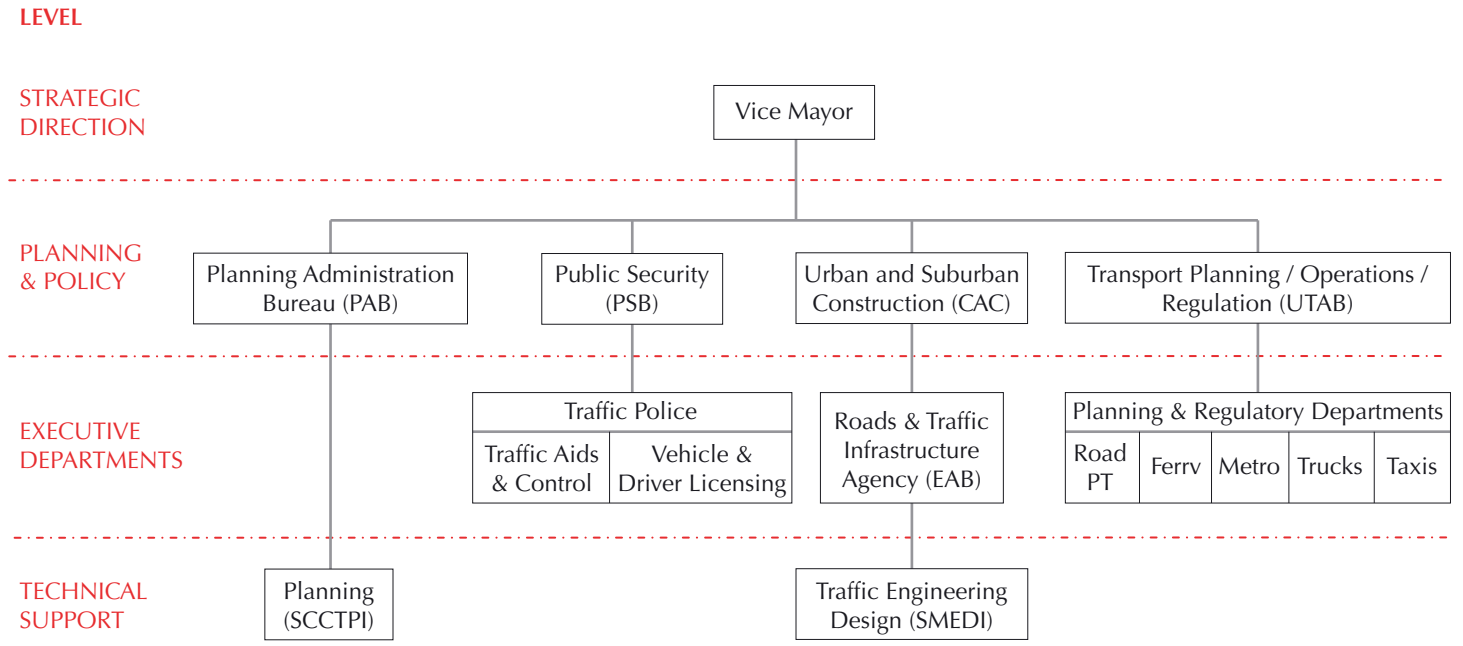 LEVEL
STRATEGIC
DIRECTION
Vice Mayor
PLANNING
& POLICY
Planning Administration
Bureau (PAB)
Public Security
(PSB)
Urban and Suburban
Construction (CAC)
Transport Planning / Operations /
Regulation (UTAB)
EXECUTIVE
DEPARTMENTS
Traffic Police
Traffic Aids
& Control
Vehicle &
Driver Licensing
Roads & Traffic
Infrastructure
Agency (EAB)
Planning & Regulatory Departments
Road
PT
Ferrv
Metro
Trucks
Taxis
TECHNICAL
SUPPORT
Planning
(SCCTPI)
Traffic Engineering
Design (SMEDI)